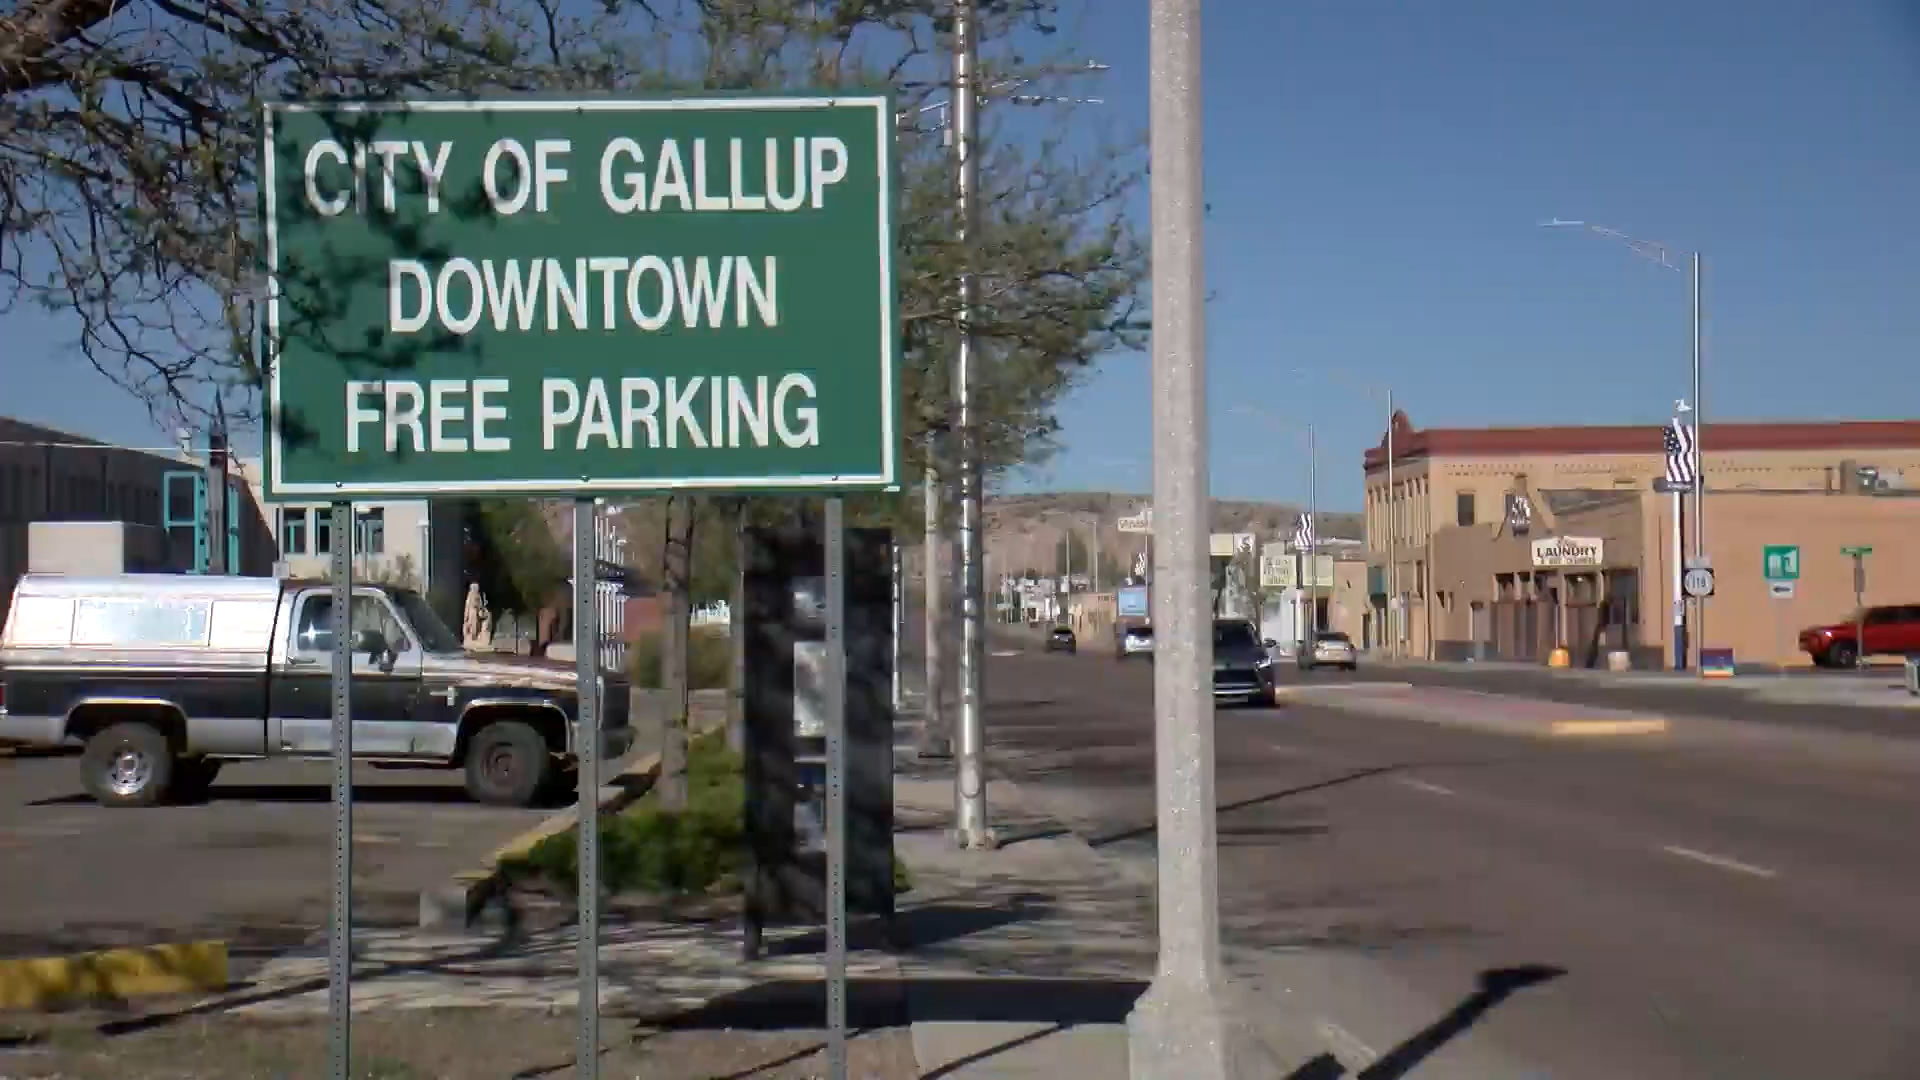 CITY OF GALLUP
DOWNTOWN
FREE PARKING
LAUNDRY
118